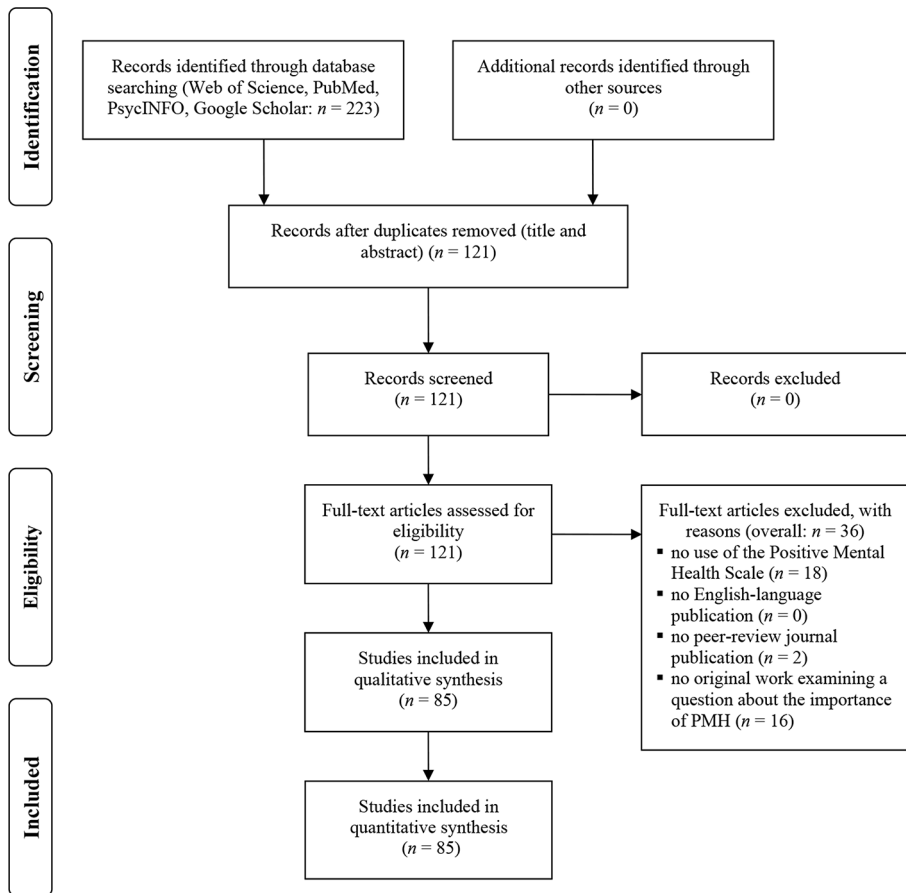 Identification
Records identified through database
searching (Web of Science, PubMed,
PsycINFO, Google Scholar: n = 223)
Additional records identified through
other sources
(n = 0)
Records after duplicates removed (title and
abstract) (n = 121)
Screening
Records screened
(n = 121)
Records excluded
(n = 0)
Eligibility
Full-text articles assessed for
eligibility
(n = 121)
Full-text articles excluded, with
reasons (overall: n = 36)
▪ no use of the Positive Mental
Health Scale (n = 18)
▪ no English-language
publication (n = 0)
▪ no peer-review journal
publication (n = 2)
▪ no original work examining a
question about the importance
of PMH (n = 16)
Studies included in
qualitative synthesis
(n = 85)
Included
Studies included in
quantitative synthesis
(n = 85)